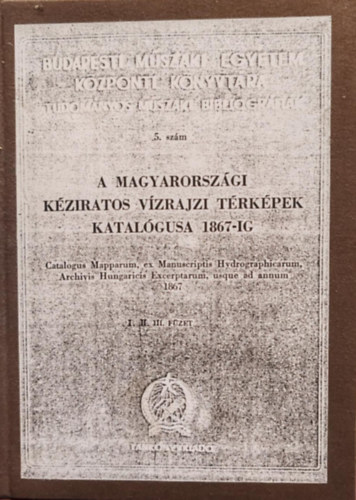 BUDAPESTI MŰSZAKI EGYETEM
KÖZPONTI KÖNYVTÁRA
TUDOMÁNYOS MŰSZAKI BIBLIOGRÁFIÁK
5. szám
A MAGYARORSZÁGI
KÉZIRATOS VÍZRAJZI TÉRKÉPEK
KATALÓGUSA 1867-IG
Catalogus Mapparum, ex Manuscriptis Hydrographicarum,
Archivis Hungaricis Excerptarum, usque ad annum
1867
I. II. III. FÜZET
TANKÖNYVKIADÓ